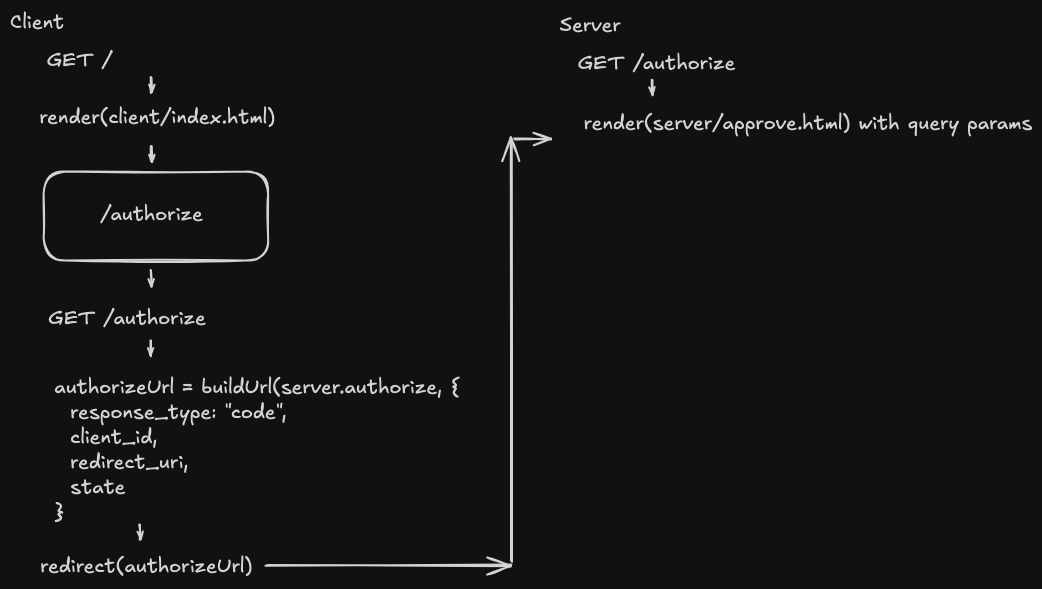 Client
GET /
render(client/index.html)
/authorize
GET /authorize
authorizeUrl = buildUrl(server.authorize, {
response_type: "code",
client_id,
redirect_uri,
state
}
redirect(authorizeUrl)
Server
GET /authorize
render(server/approve.html) with query params